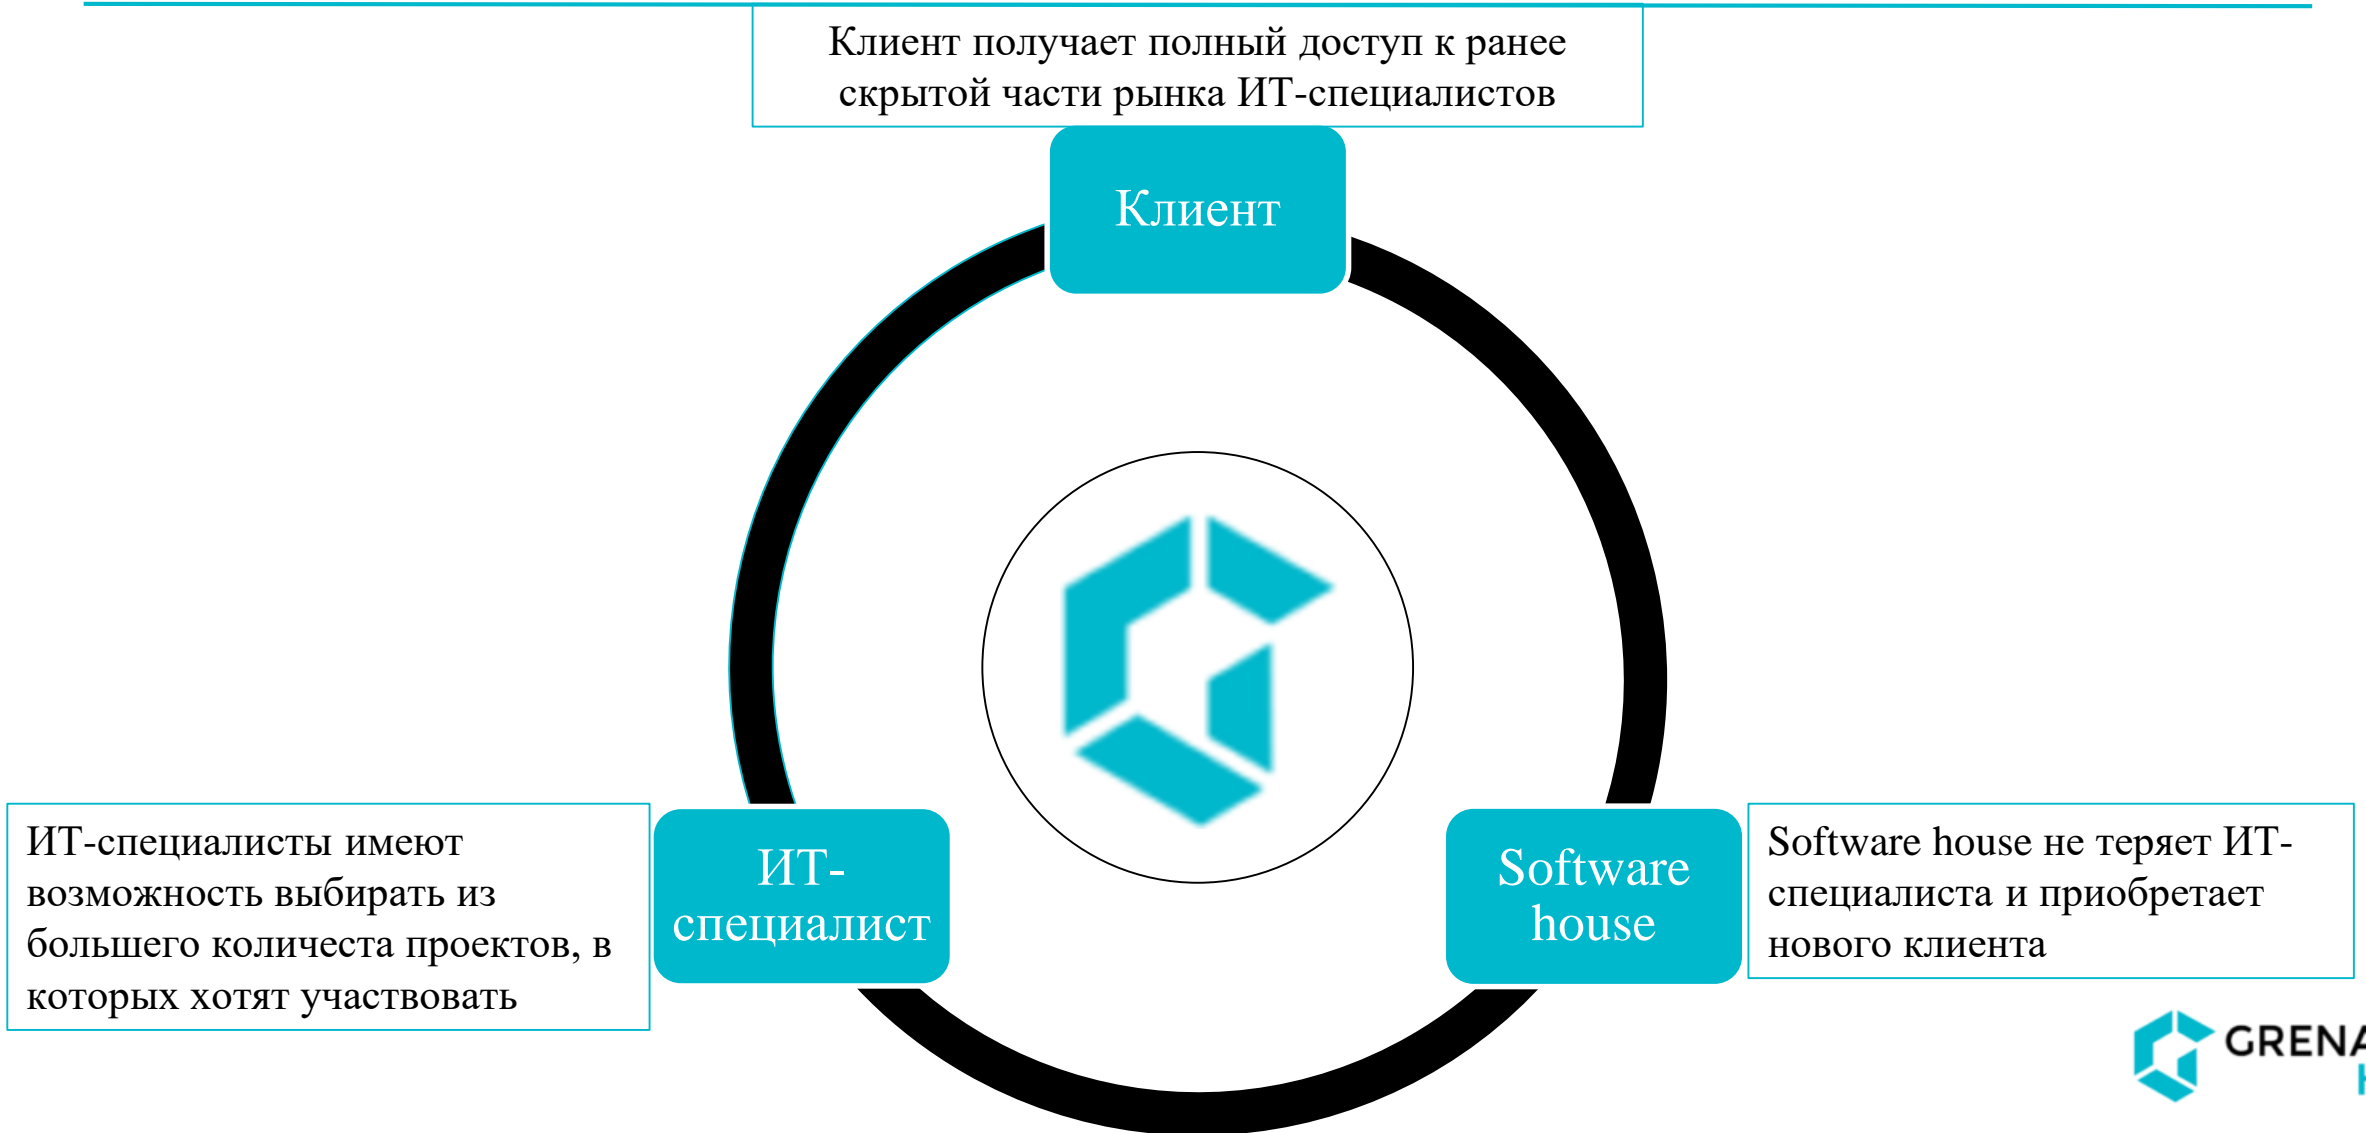 Клиент получает полный доступ к ранее
скрытой части рынка ИТ-специалистов
Клиент
ИТ-специалисты имеют
возможность выбирать из
большего количеста проектов, в
которых хотят участвовать
ИТ-
специалист
Software
house
Software house не теряет ИТ-
специалиста и приобретает
нового клиента